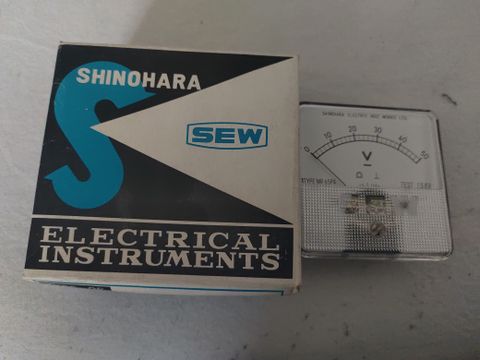 SHINOHARA
SEW
ELECTRICAL
INSTRUMENTS
SHINOHARA ELECTRIC INST. WORKS LTD.
0 10 20 30 40 50
V